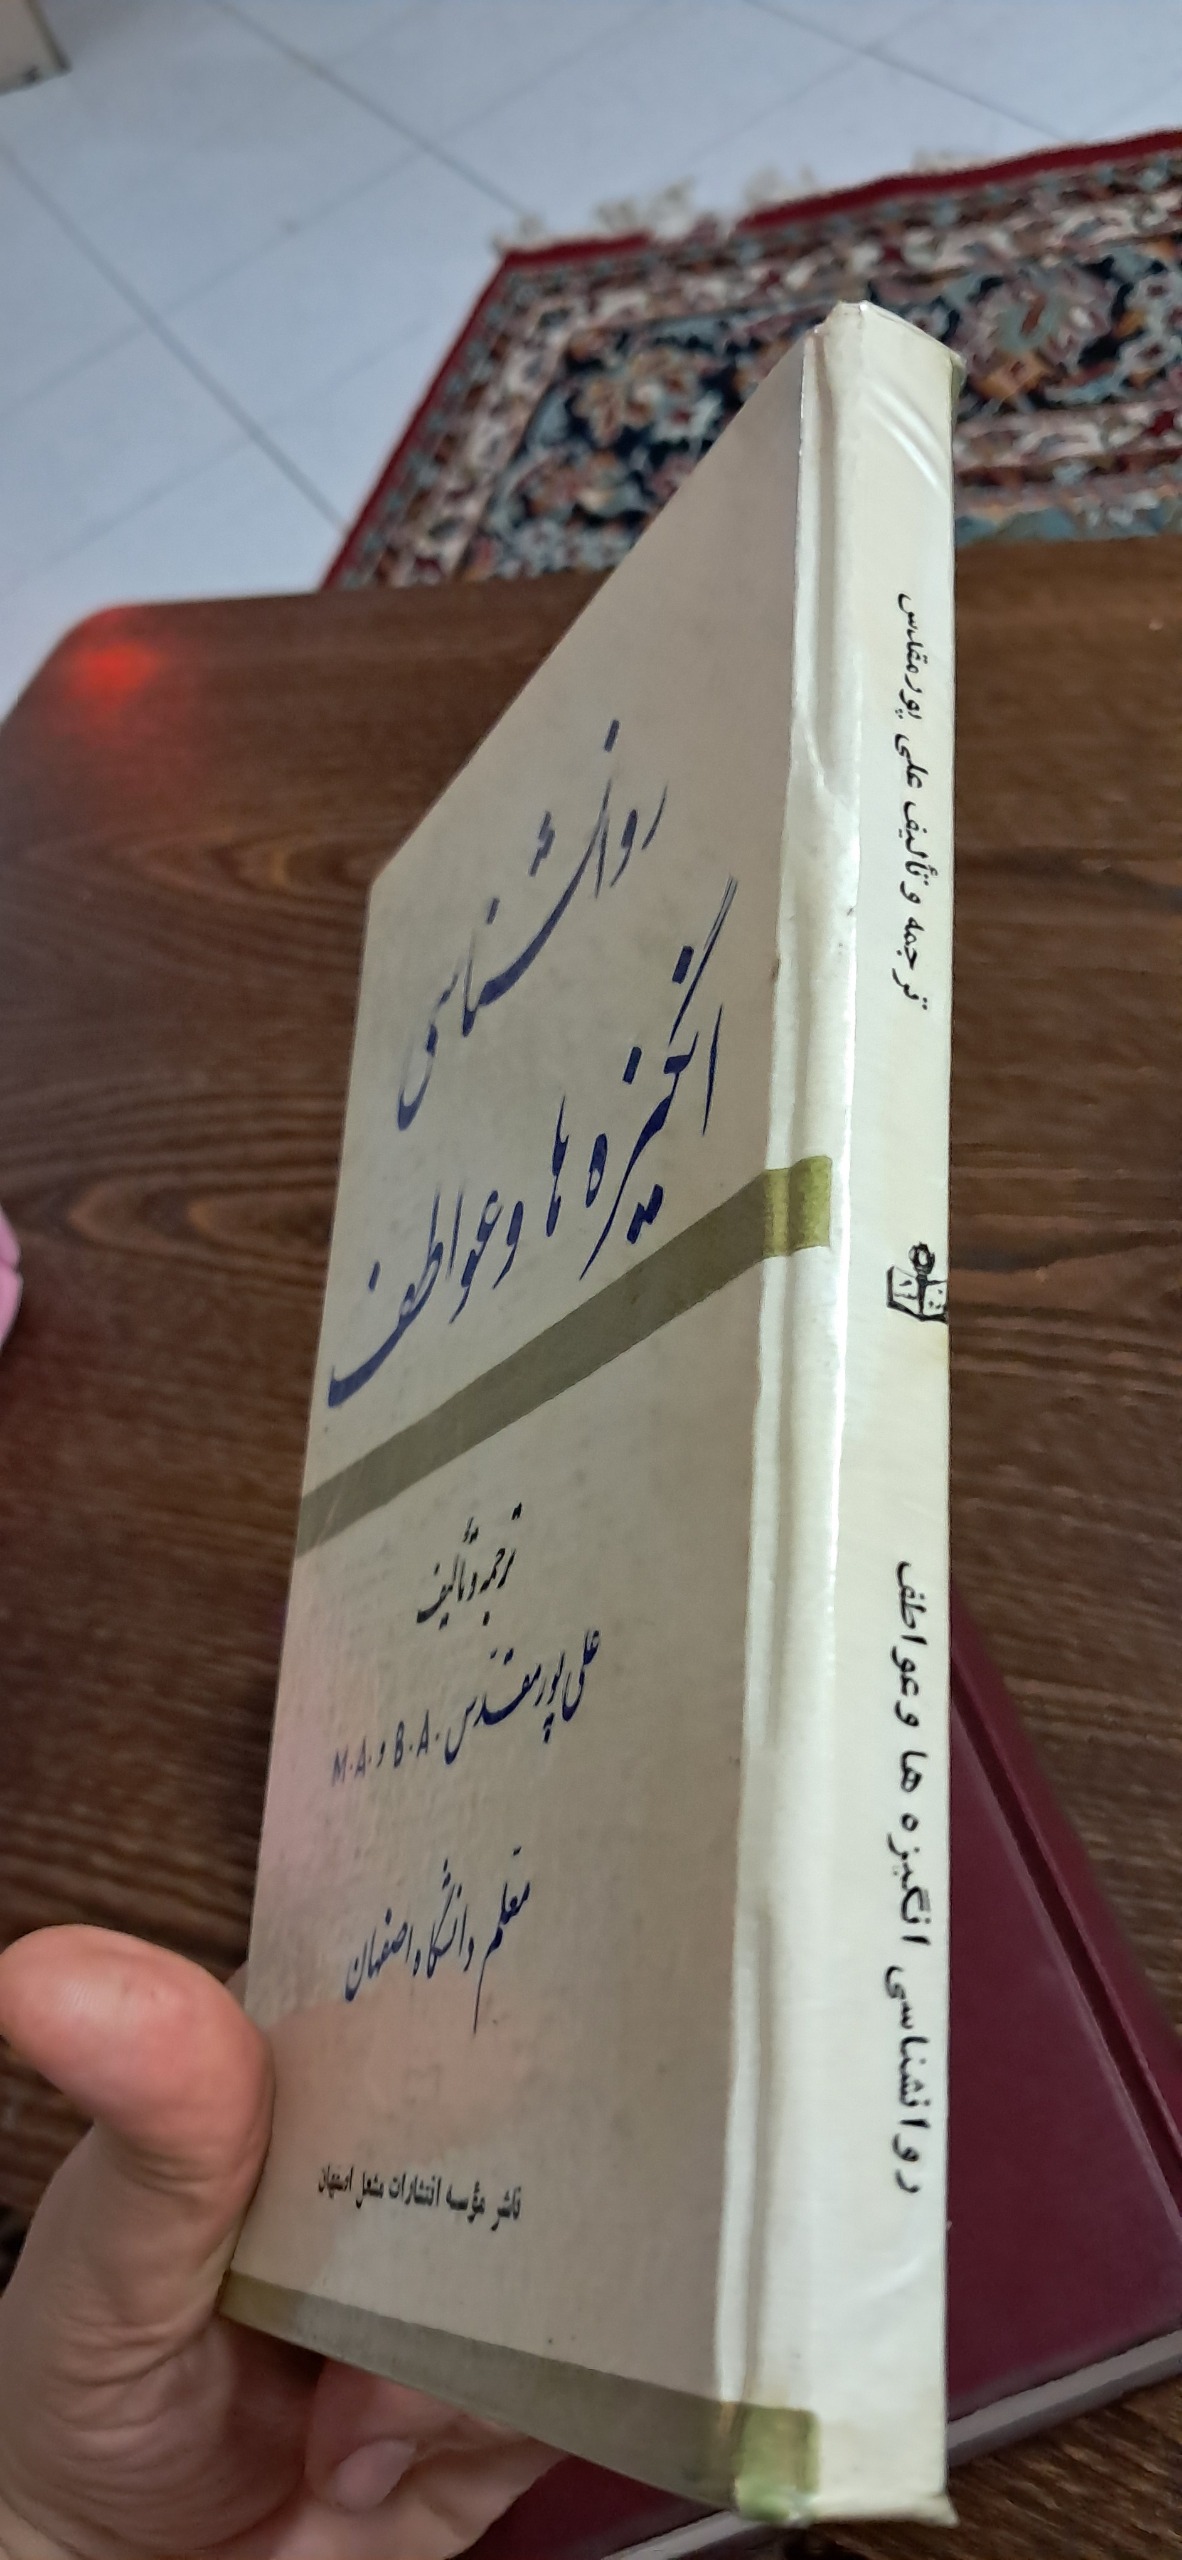 روانشناسی
انگیزه ها و عواطف
ترجمه و تألیف
علی پورمقدس B.A. و M.A.
معلم دانشگاه اصفهان
ناشر مؤسسه انتشارات مشعل اصفهان
روانشناسی انگیزه ها و عواطف
ترجمه و تألیف علی پورمقدس